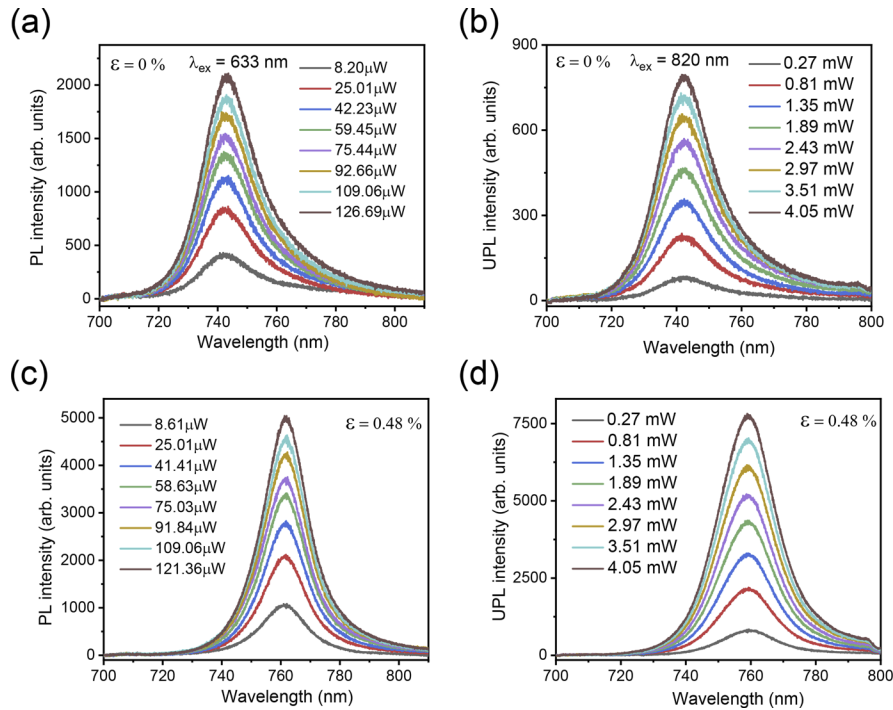 (a)
ε = 0 %
λex = 633 nm
8.20μW
25.01μW
42.23μW
59.45μW
75.44μW
92.66μW
109.06μW
126.69μW
PL intensity (arb. units)
2000
1500
1000
500
0
700 720 740 760 780 800
Wavelength (nm)
(b)
ε = 0 %
λex = 820 nm
0.27 mW
0.81 mW
1.35 mW
1.89 mW
2.43 mW
2.97 mW
3.51 mW
4.05 mW
UPL intensity (arb. units)
900
600
300
0
700 720 740 760 780 800
Wavelength (nm)
(c)
ε = 0.48 %
8.61μW
25.01μW
41.41μW
58.63μW
75.03μW
91.84μW
109.06μW
121.36μW
PL intensity (arb. units)
5000
4000
3000
2000
1000
0
700 720 740 760 780 800
Wavelength (nm)
(d)
ε = 0.48 %
0.27 mW
0.81 mW
1.35 mW
1.89 mW
2.43 mW
2.97 mW
3.51 mW
4.05 mW
UPL intensity (arb. units)
7500
5000
2500
0
700 720 740 760 780 800
Wavelength (nm)